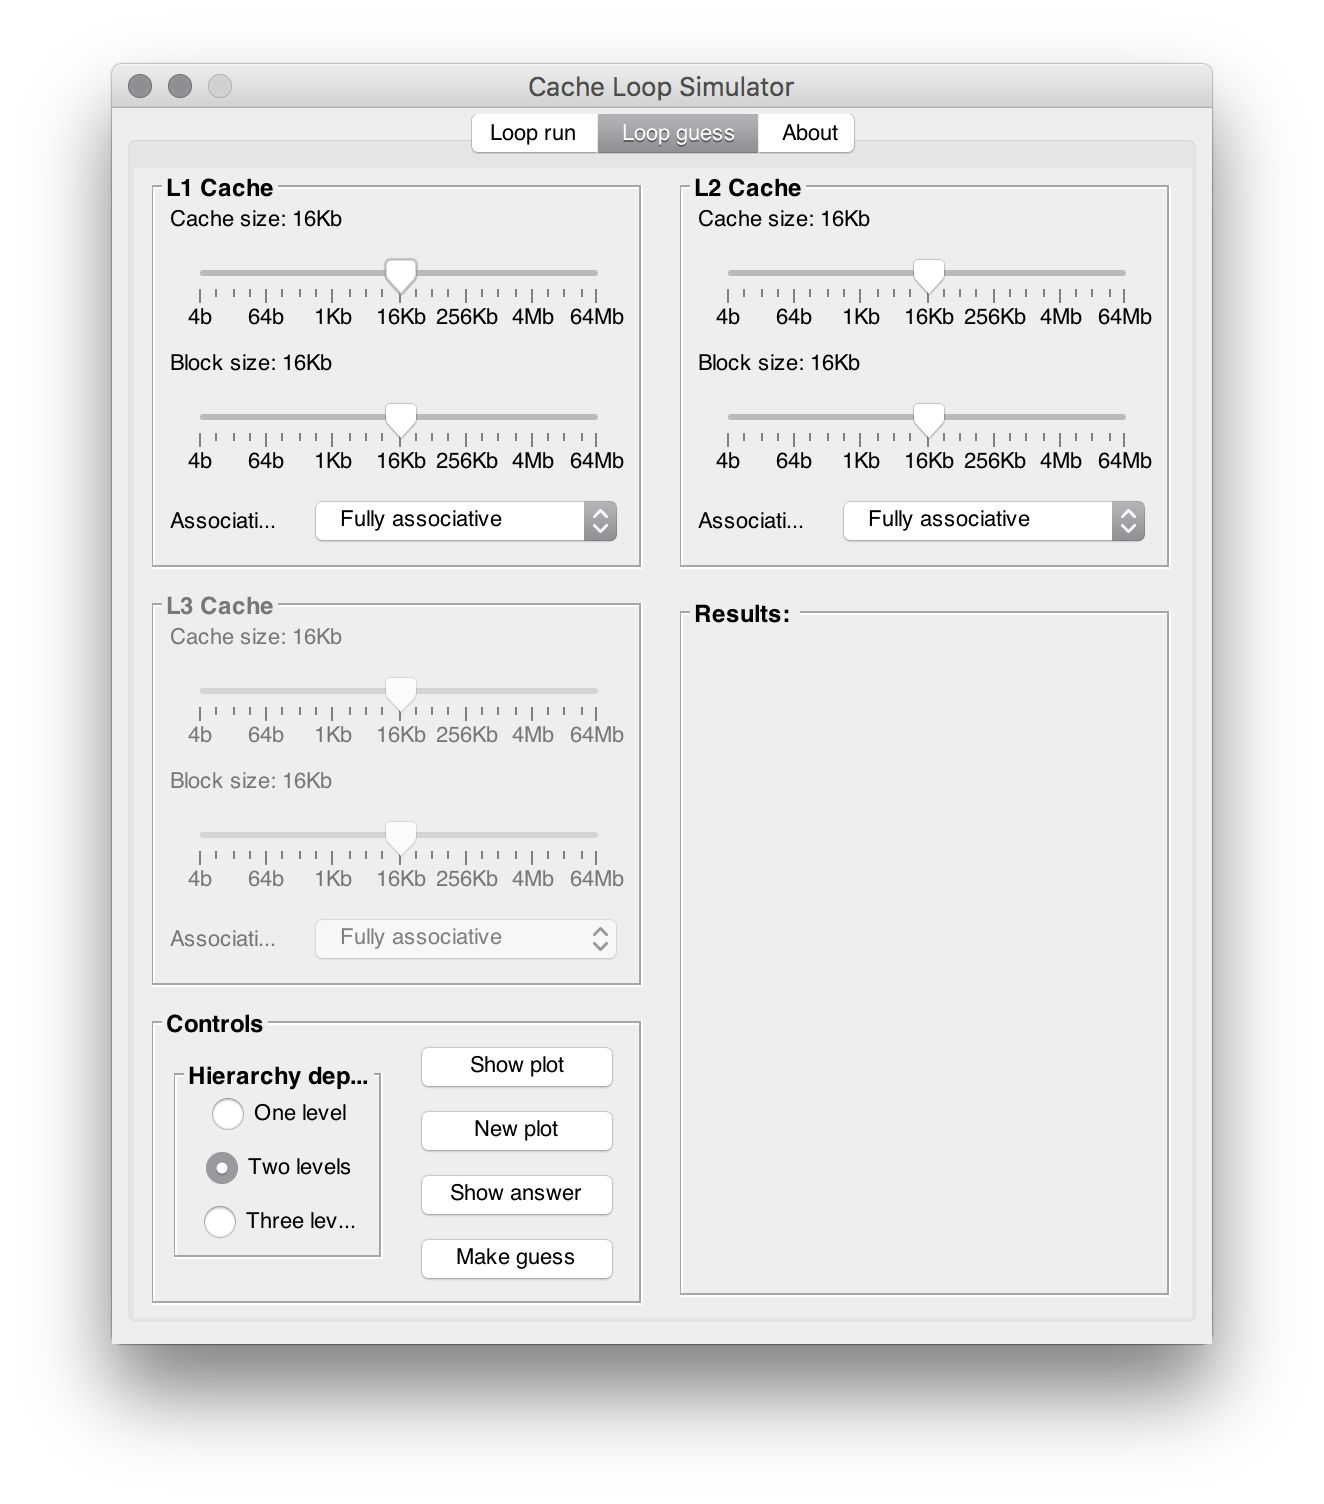 Cache Loop Simulator
Loop run
Loop guess
About
L1 Cache
Cache size: 16Kb
4b 64b 1Kb 16Kb 256Kb 4Mb 64Mb
Block size: 16Kb
4b 64b 1Kb 16Kb 256Kb 4Mb 64Mb
Associati... Fully associative
L2 Cache
Cache size: 16Kb
4b 64b 1Kb 16Kb 256Kb 4Mb 64Mb
Block size: 16Kb
4b 64b 1Kb 16Kb 256Kb 4Mb 64Mb
Associati... Fully associative
L3 Cache
Cache size: 16Kb
4b 64b 1Kb 16Kb 256Kb 4Mb 64Mb
Block size: 16Kb
4b 64b 1Kb 16Kb 256Kb 4Mb 64Mb
Associati... Fully associative
Results:
Controls
Hierarchy dep...
One level
Two levels
Three lev...
Show plot
New plot
Show answer
Make guess